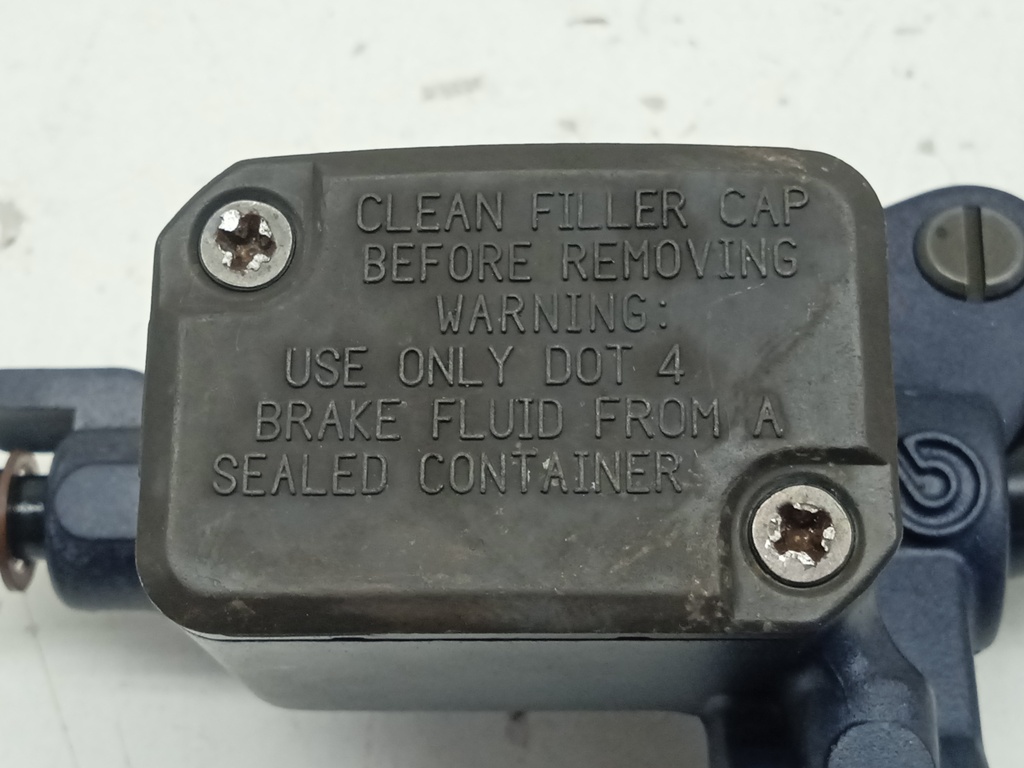 CLEAN FILLER CAP
BEFORE REMOVING
WARNING:
USE ONLY DOT 4
BRAKE FLUID FROM A
SEALED CONTAINER